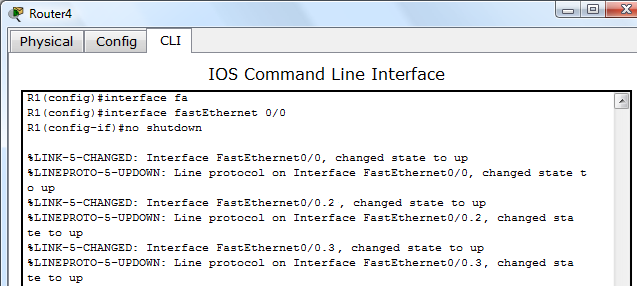 Router4
Physical Config CLI
IOS Command Line Interface
R1(config)#interface fa
R1(config)#interface fastEthernet 0/0
R1(config-if)#no shutdown
%LINK-5-CHANGED: Interface FastEthernet0/0, changed state to up
%LINEPROTO-5-UPDOWN: Line protocol on Interface FastEthernet0/0, changed state t
o up
%LINK-5-CHANGED: Interface FastEthernet0/0.2, changed state to up
%LINEPROTO-5-UPDOWN: Line protocol on Interface FastEthernet0/0.2, changed sta
te to up
%LINK-5-CHANGED: Interface FastEthernet0/0.3, changed state to up
%LINEPROTO-5-UPDOWN: Line protocol on Interface FastEthernet0/0.3, changed sta
te to up